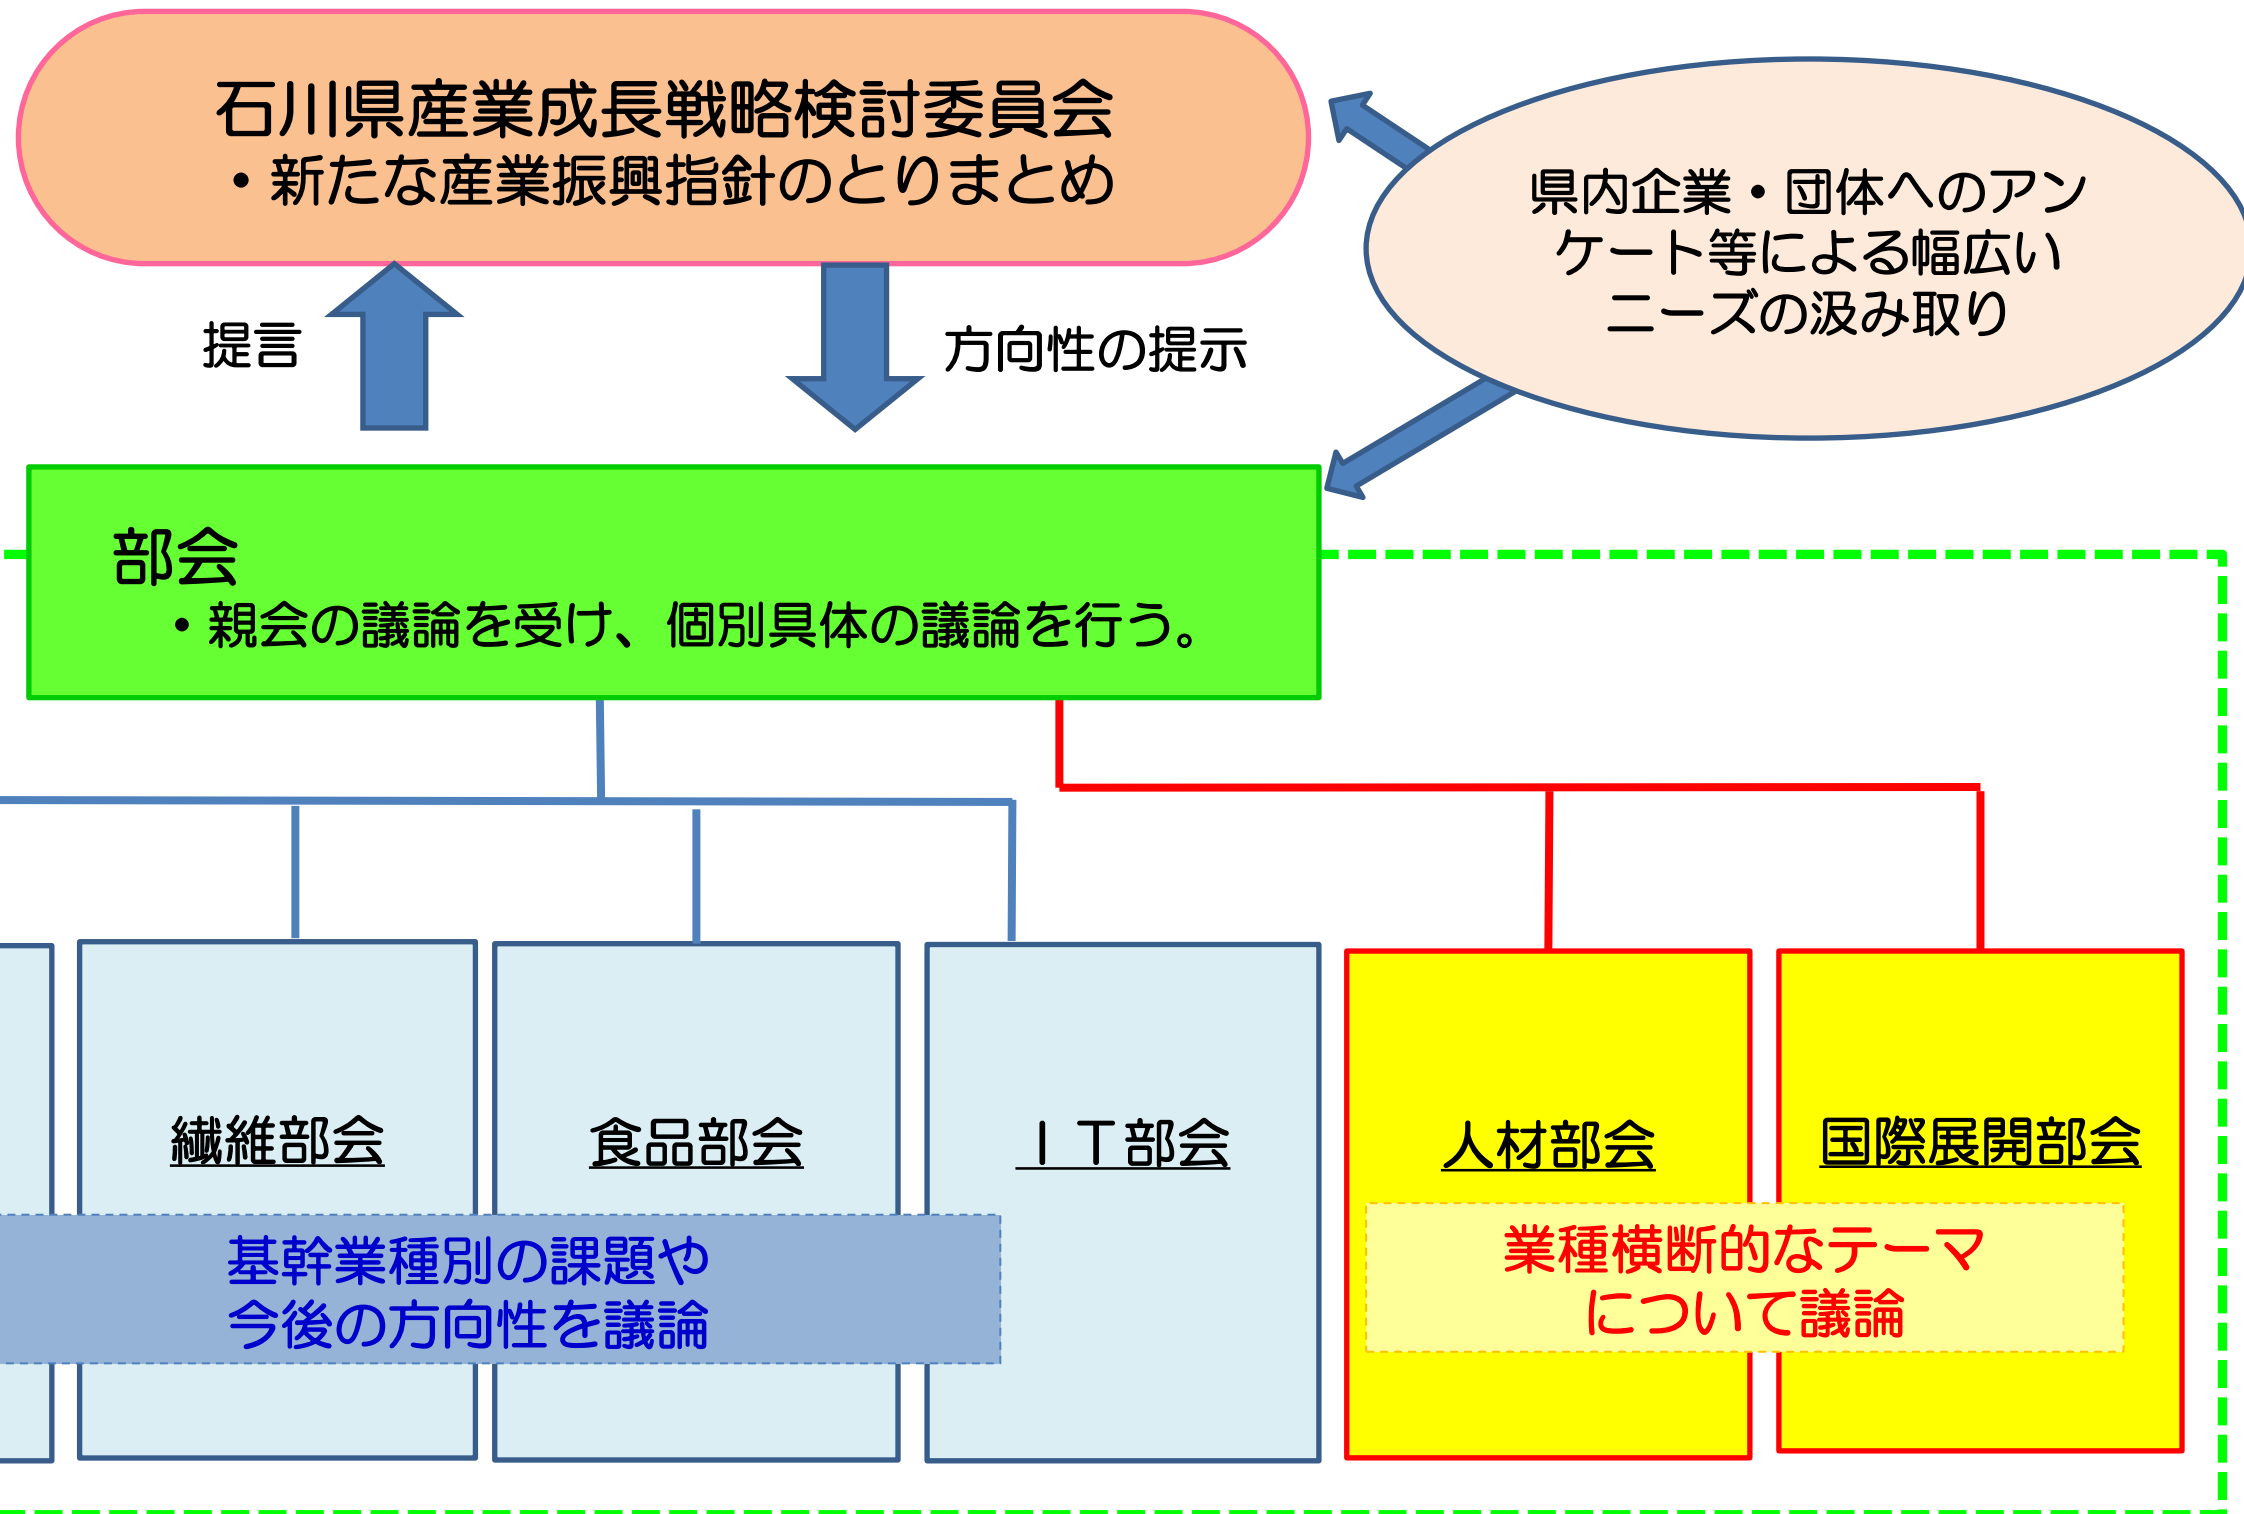 石川県産業成長戦略検討委員会
・新たな産業振興指針のとりまとめ
県内企業・団体へのアン
ケート等による幅広い
ニーズの汲み取り
提言
方向性の提示
部会
・親会の議論を受け、個別具体の議論を行う。
繊維部会
食品部会
ＩＴ部会
人材部会
国際展開部会
基幹業種別の課題や
今後の方向性を議論
業種横断的なテーマ
について議論